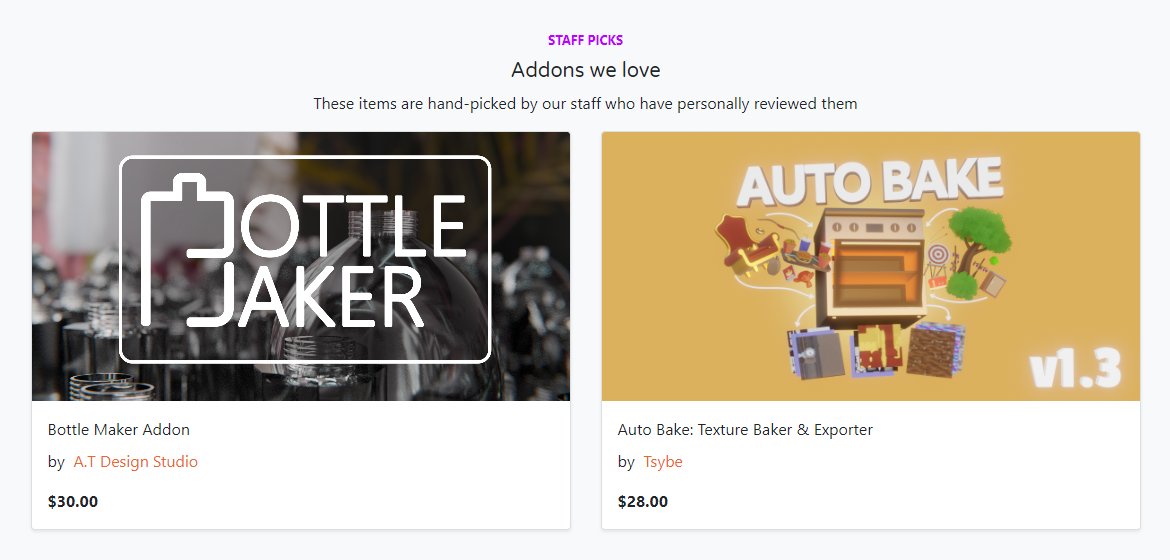 STAFF PICKS
Addons we love
These items are hand-picked by our staff who have personally reviewed them
BOTTLE
MAKER
Bottle Maker Addon
by A.T Design Studio
$30.00
AUTO BAKE
v1.3
Auto Bake: Texture Baker & Exporter
by Tsybe
$28.00